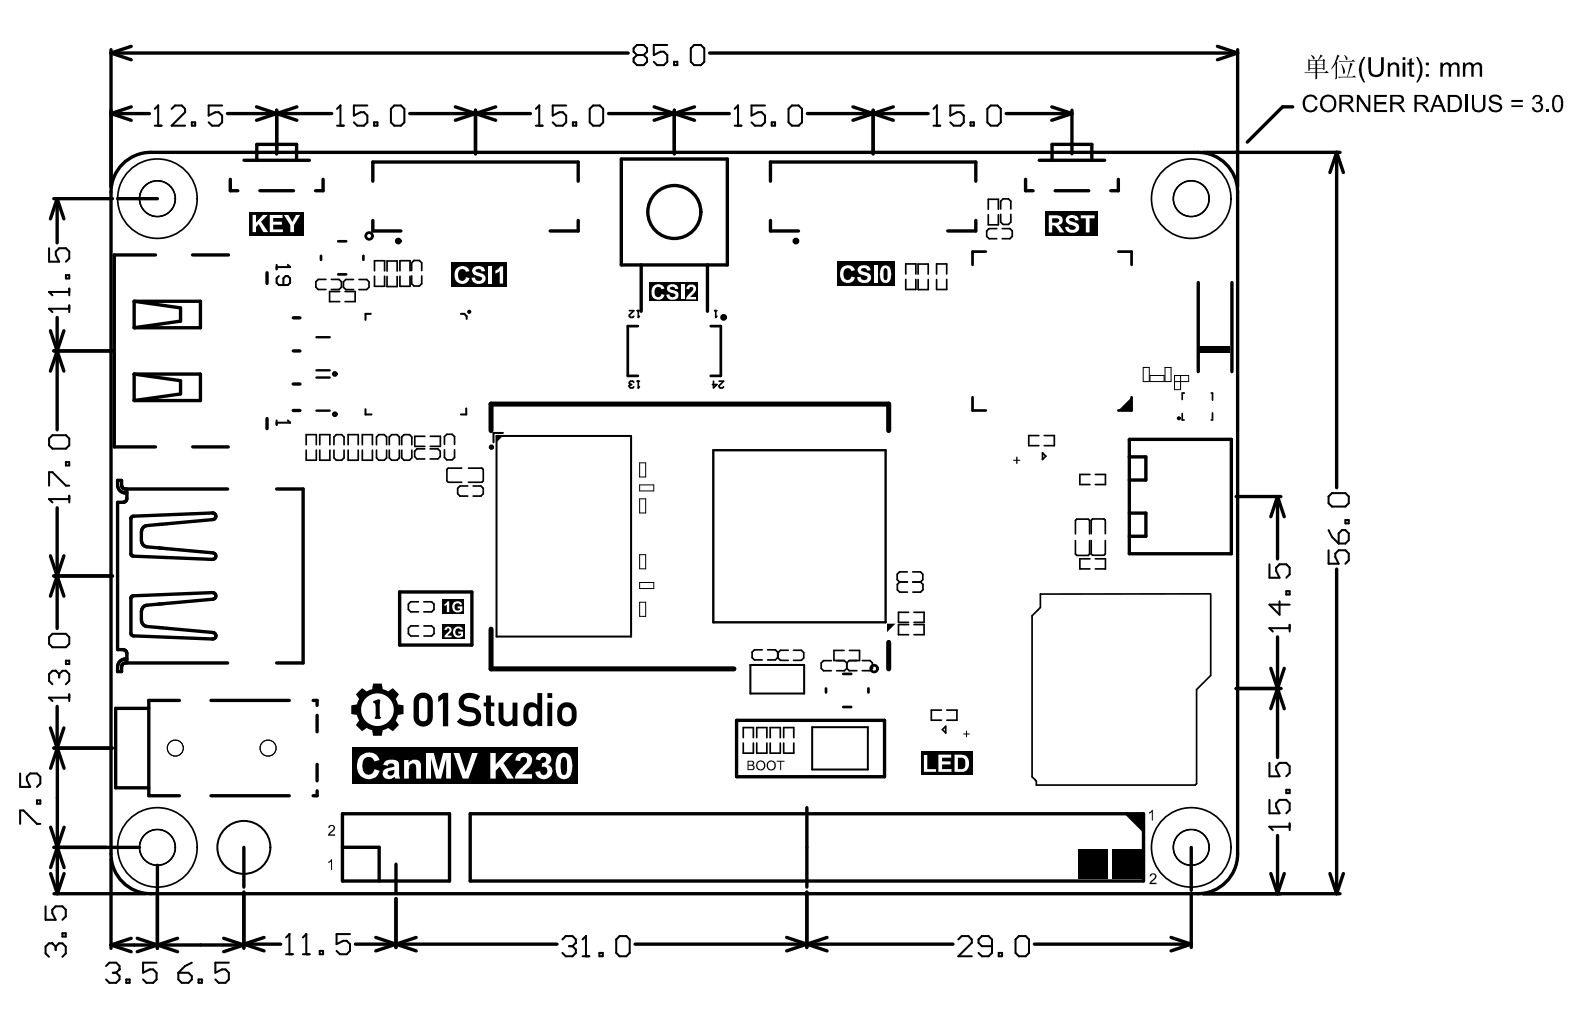 85.0
单位(Unit): mm
CORNER RADIUS = 3.0
12.5
15.0
15.0
15.0
15.0
KEY
RST
CSI1
CSI2
CSI0
19
1
12
1
13
24
11.5
17.0
13.0
7.5
3.5
56.0
14.5
15.5
1G
2G
01Studio
1
CanMV K230
BOOT
LED
+
+
2
1
1
2
3.5
6.5
11.5
31.0
29.0